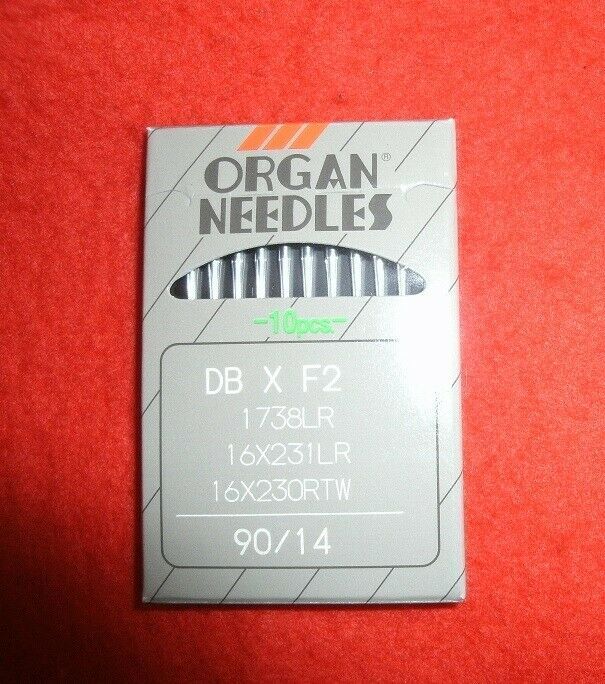 ORGAN®
NEEDLES
-10pcs.-
DB X F2
1738LR
16X231LR
16X230RTW
90/14